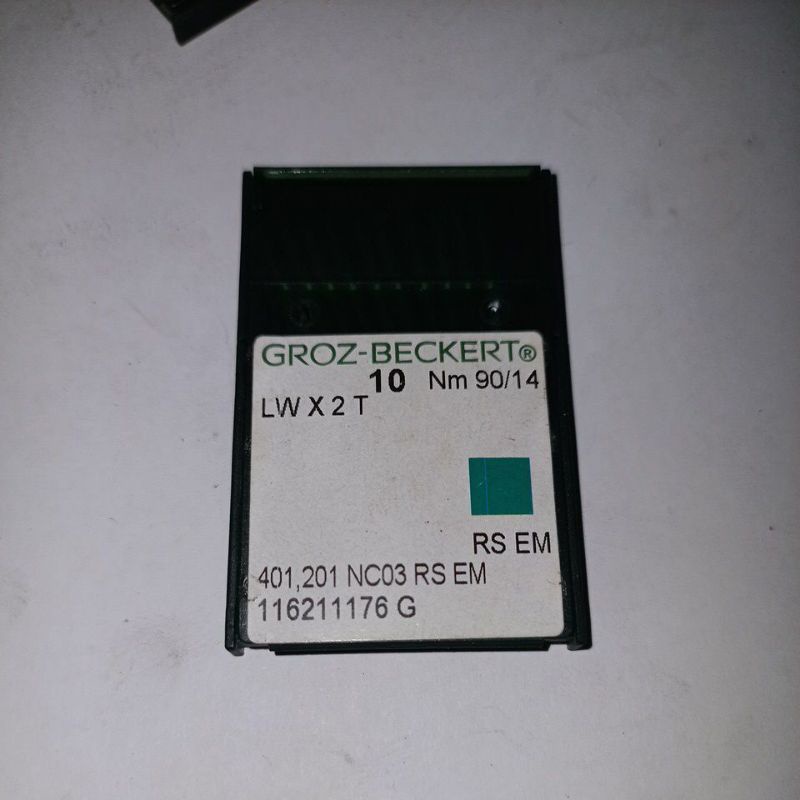 GROZ-BECKERT®
10 Nm 90/14
LW X 2 T
RS EM
401,201 NC03 RS EM
116211176 G